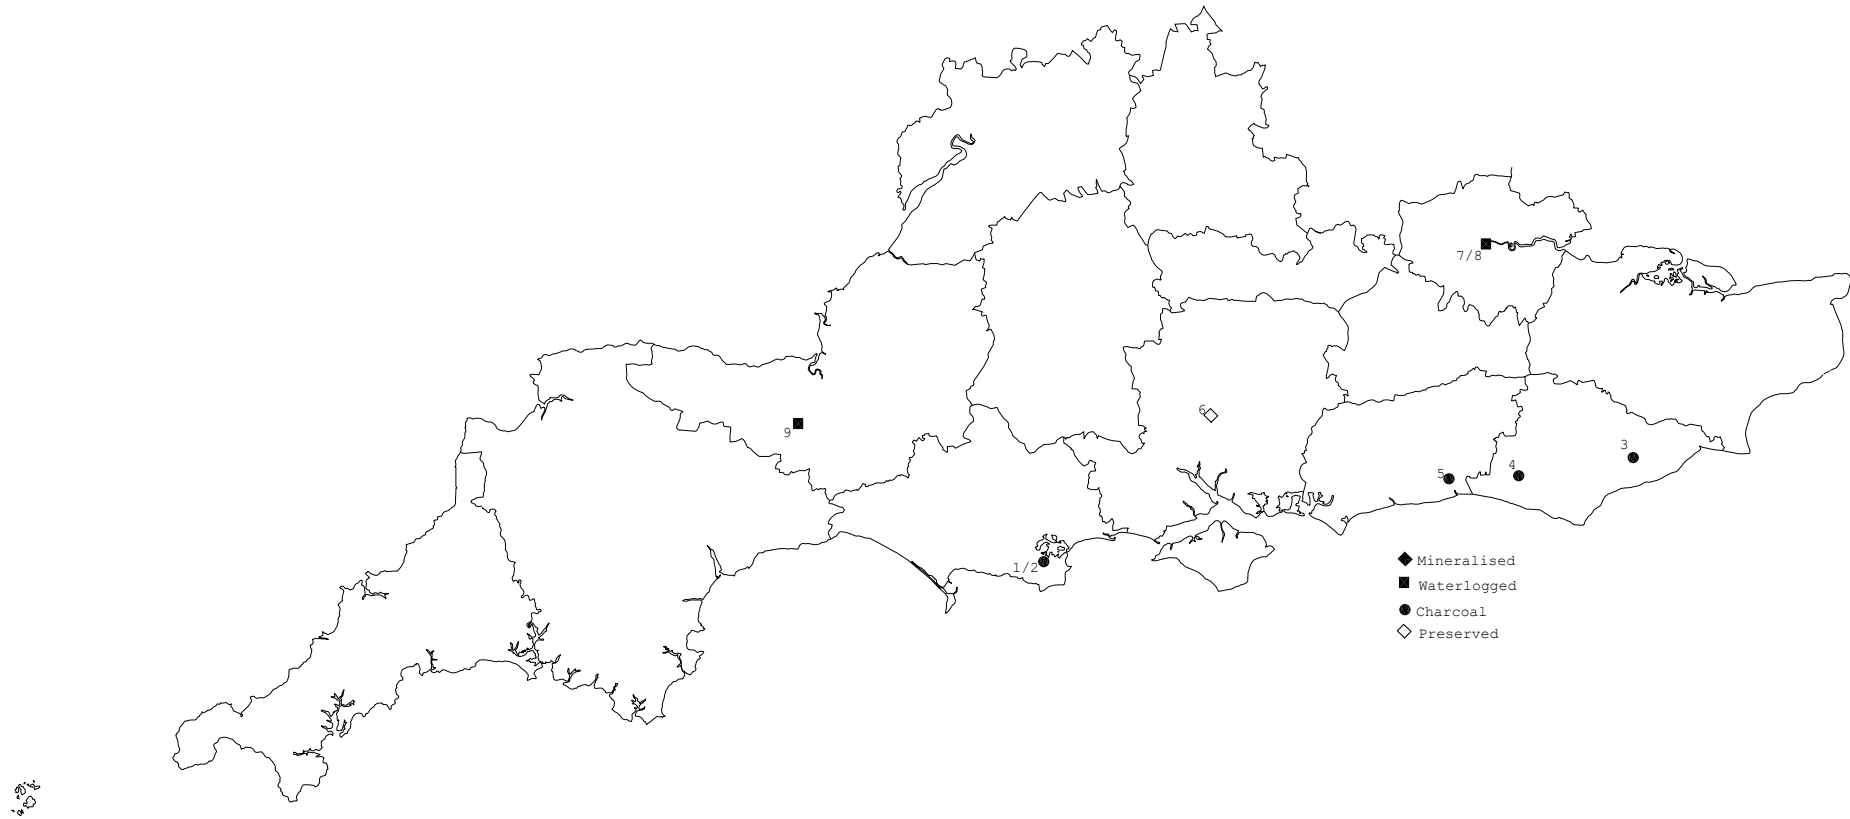 7/8
6
9
3
4
5
1/2
Mineralised
Waterlogged
Charcoal
Preserved